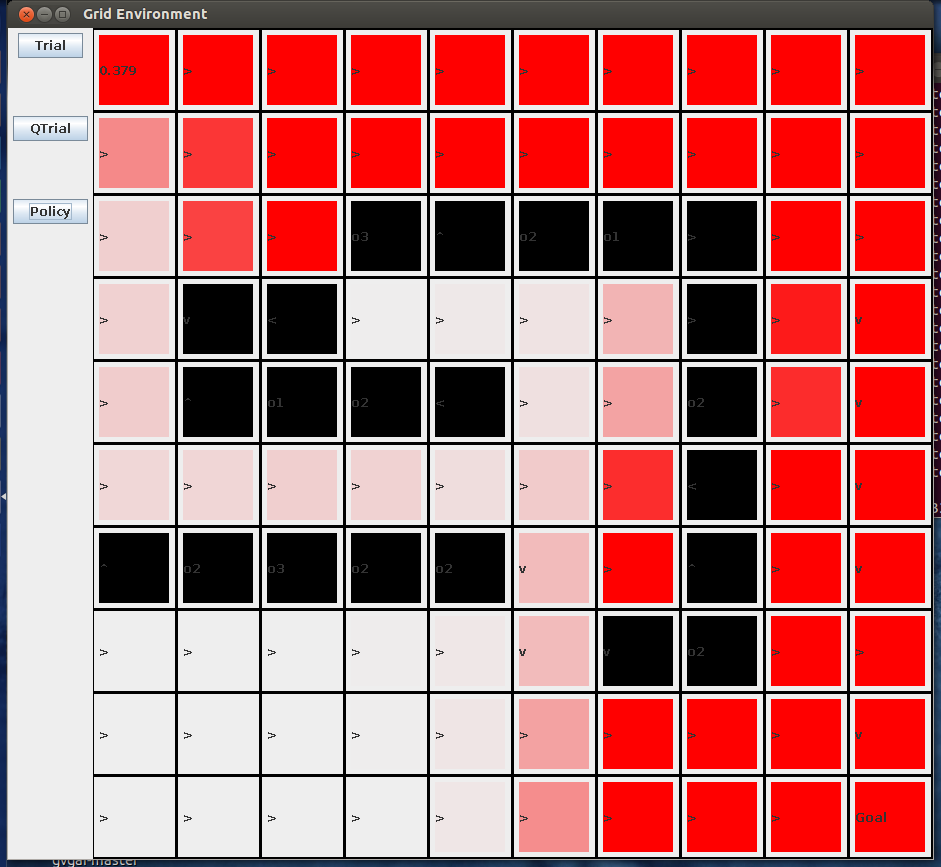 Grid Environment
Trial
0.379 > > > > > > > > >
QTrial
> > > > > > > > > >
Policy
> > > o3 ^ o2 o1 > > >
> v < > > > > > > v
> ^ o1 o2 < > > o2 > v
> > > > > > > < > v
^ o2 o3 o2 o2 v > ^ > v
> > > > > v v o2 > >
> > > > > > > > > v
> > > > > > > > > Goal
gvgai-master